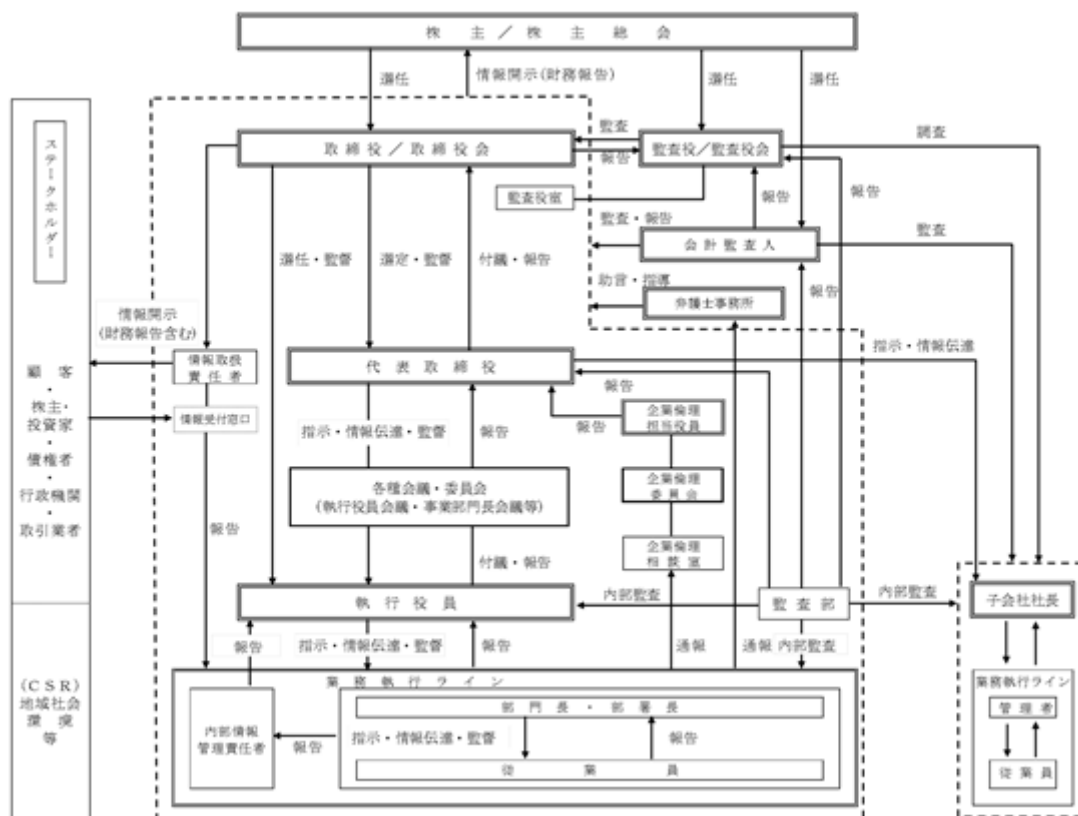 株主／株主総会
選任
情報開示(財務報告)
選任
選任
ステークホルダー
取締役／取締役会
監査
報告
監査役／監査役会
調査
監査役室
報告
報告
監査・報告
会計監査人
監査
選任・監督
選定・監督
付議・報告
助言・指導
弁護士事務所
報告
情報開示
(財務報告含む)
情報取扱
責任者
代表取締役
指示・情報伝達
顧客
・
株主・
投資家
・
債権者
・
行政機関
・
取引業者
情報受付窓口
報告
企業倫理
担当役員
報告
指示・情報伝達・監督
報告
各種会議・委員会
(執行役員会議・事業部門長会議等)
企業倫理
委員会
報告
付議・報告
企業倫理
相談室
執行役員
内部監査
監査部
内部監査
子会社社長
報告
指示・情報伝達・監督
報告
通報
通報
内部監査
(CSR)
地域社会
環境
等
業務執行ライン
部門長・部署長
内部情報
管理責任者
報告
指示・情報伝達・監督
報告
従業員
業務執行ライン
管理者
従業員